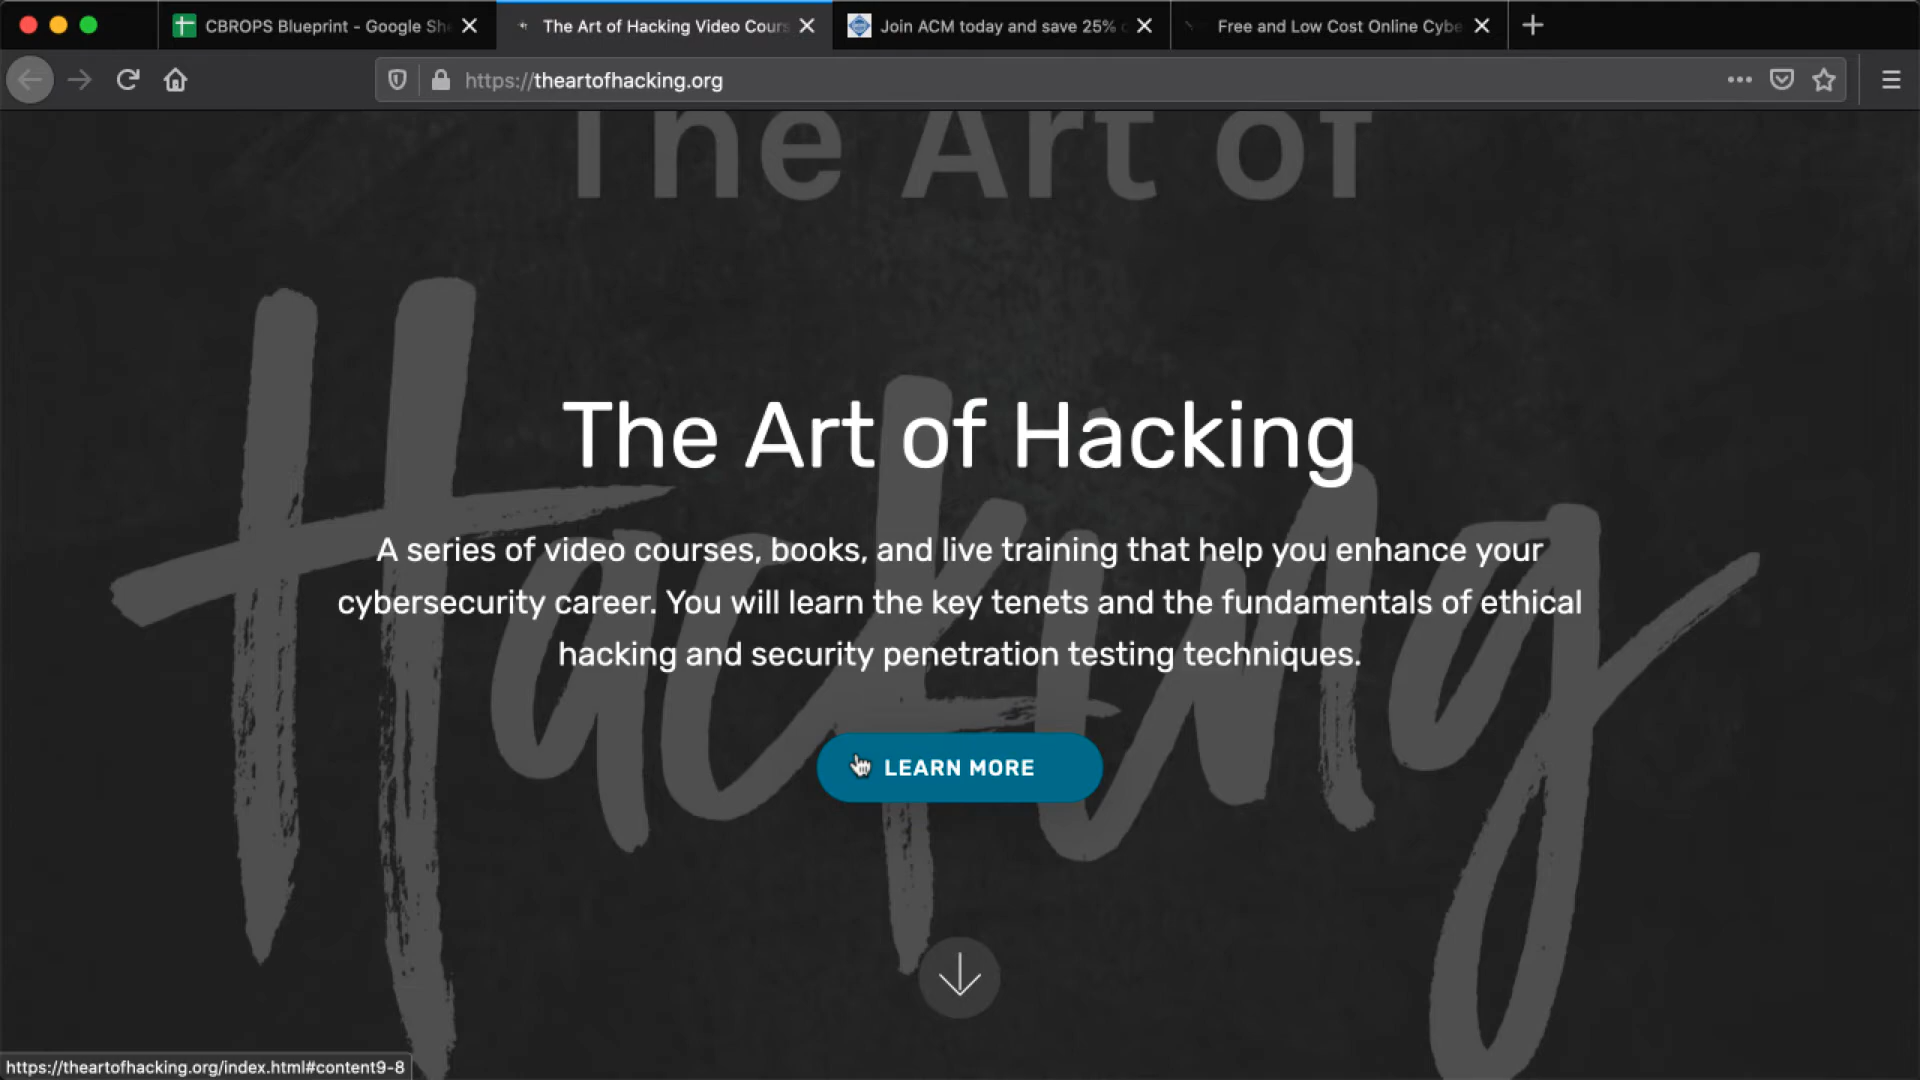 CBROPS Blueprint - Google She
The Art of Hacking Video Cours
Join ACM today and save 25% o
Free and Low Cost Online Cybe
https://theartofhacking.org
The Art of
Hacking
The Art of Hacking
A series of video courses, books, and live training that help you enhance your
cybersecurity career. You will learn the key tenets and the fundamentals of ethical
hacking and security penetration testing techniques.
LEARN MORE
https://theartofhacking.org/index.html#content9-8